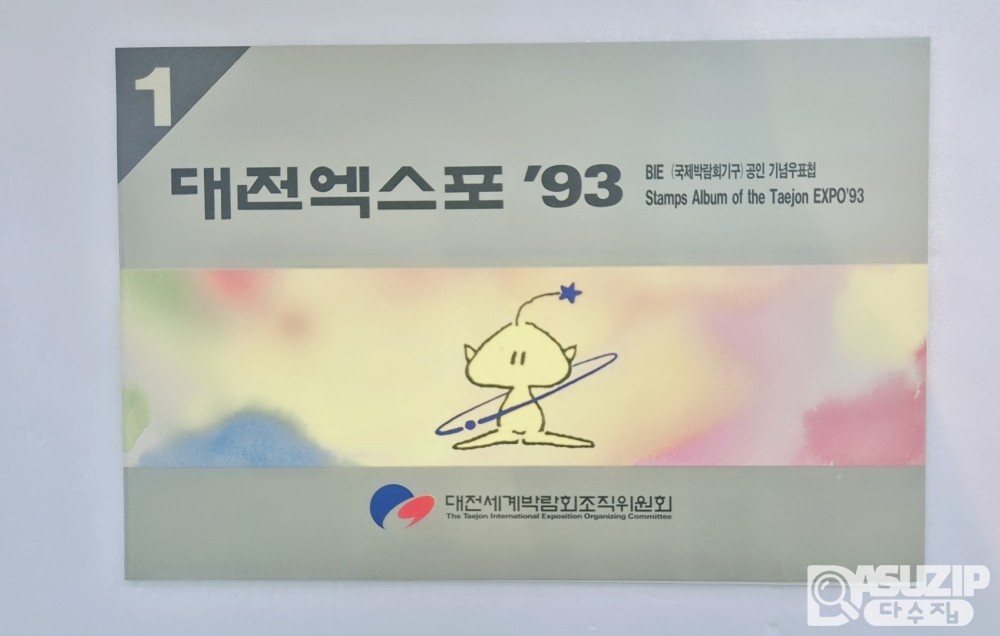 1
대전엑스포 '93
BIE (국제박람회기구) 공인 기념우표첩
Stamps Album of the Taejon EXPO'93
대전세계박람회조직위원회
The Taejon International Exposition Organizing Committee
DASUZIP
다수집